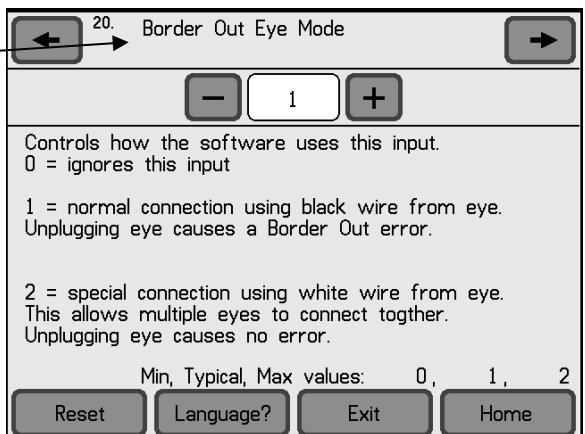 20. Border Out Eye Mode
− 1 +
Controls how the software uses this input.
0 = ignores this input
1 = normal connection using black wire from eye.
Unplugging eye causes a Border Out error.
2 = special connection using white wire from eye.
This allows multiple eyes to connect togther.
Unplugging eye causes no error.
Min, Typical, Max values: 0, 1, 2
Reset Language? Exit Home